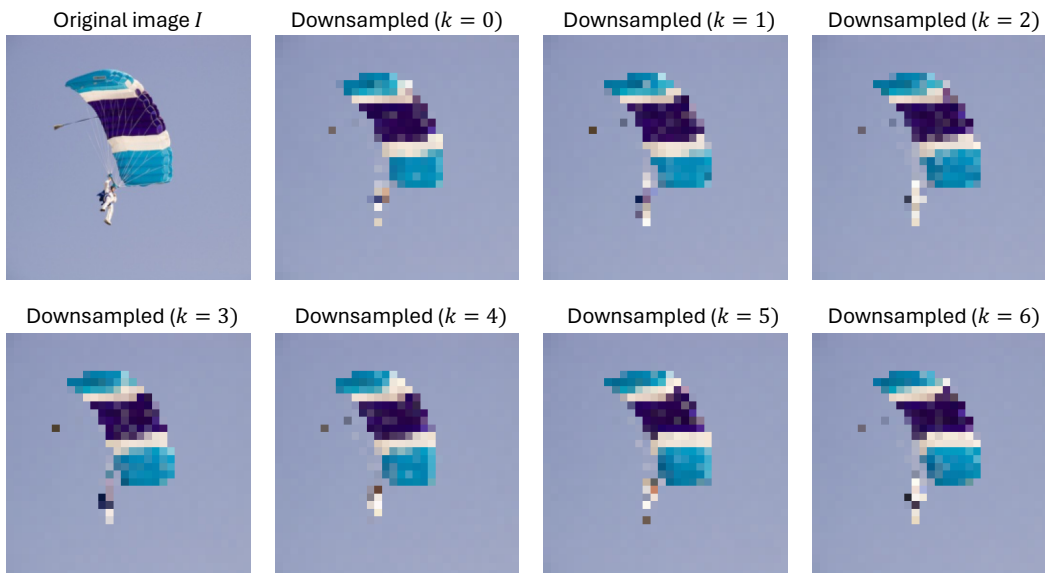 Original image I
Downsampled (k = 0)
Downsampled (k = 1)
Downsampled (k = 2)
Downsampled (k = 3)
Downsampled (k = 4)
Downsampled (k = 5)
Downsampled (k = 6)